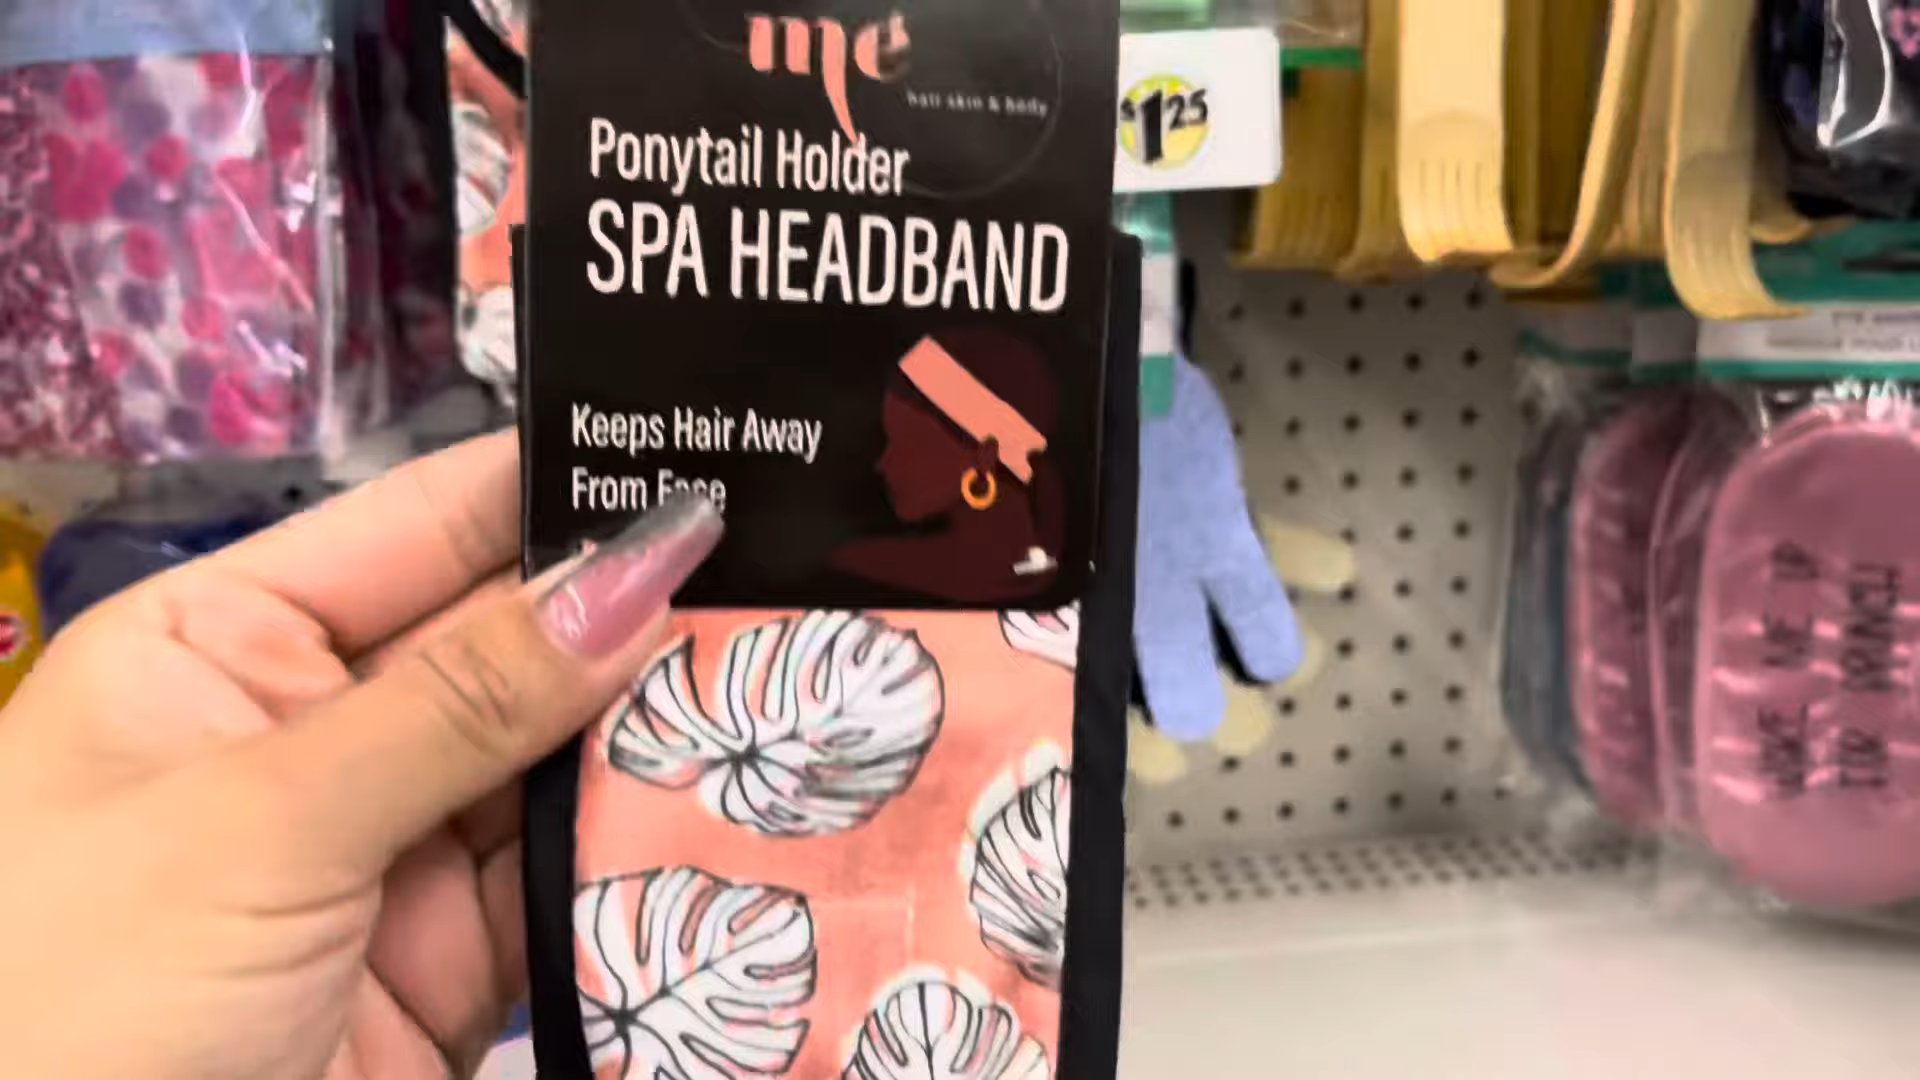 me
hair skin & body
$1.25
Ponytail Holder
SPA HEADBAND
Keeps Hair Away
From Face